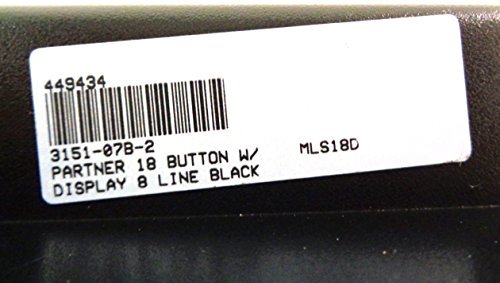 449434
3151-07B-2
PARTNER 18 BUTTON W/ MLS18D
DISPLAY 8 LINE BLACK